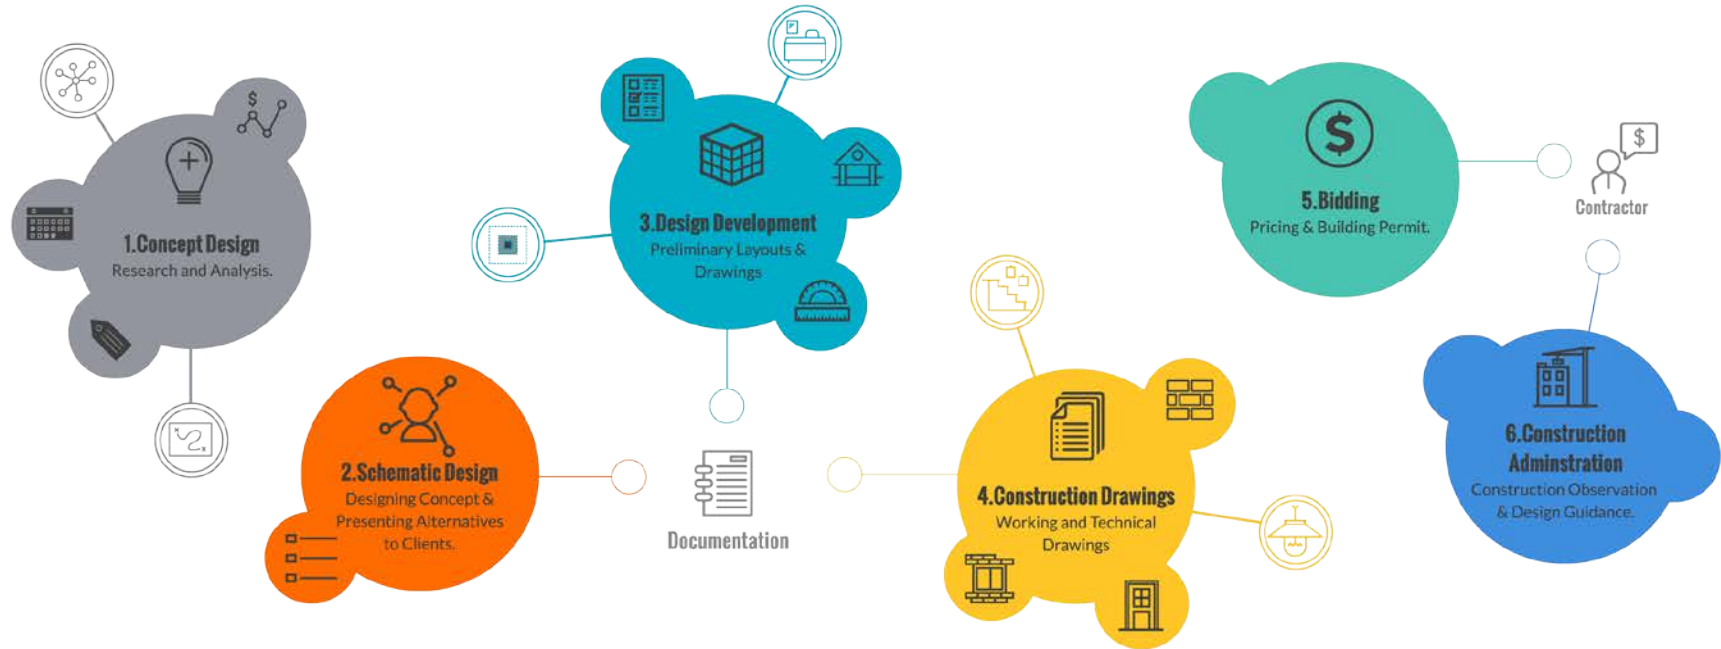 1.Concept Design
Research and Analysis.
2.Schematic Design
Designing Concept &
Presenting Alternatives
to Clients.
3.Design Development
Preliminary Layouts &
Drawings
Documentation
4.Construction Drawings
Working and Technical
Drawings
$
5.Bidding
Pricing & Building Permit.
$
Contractor
6.Construction
Adminstration
Construction Observation
& Design Guidance.